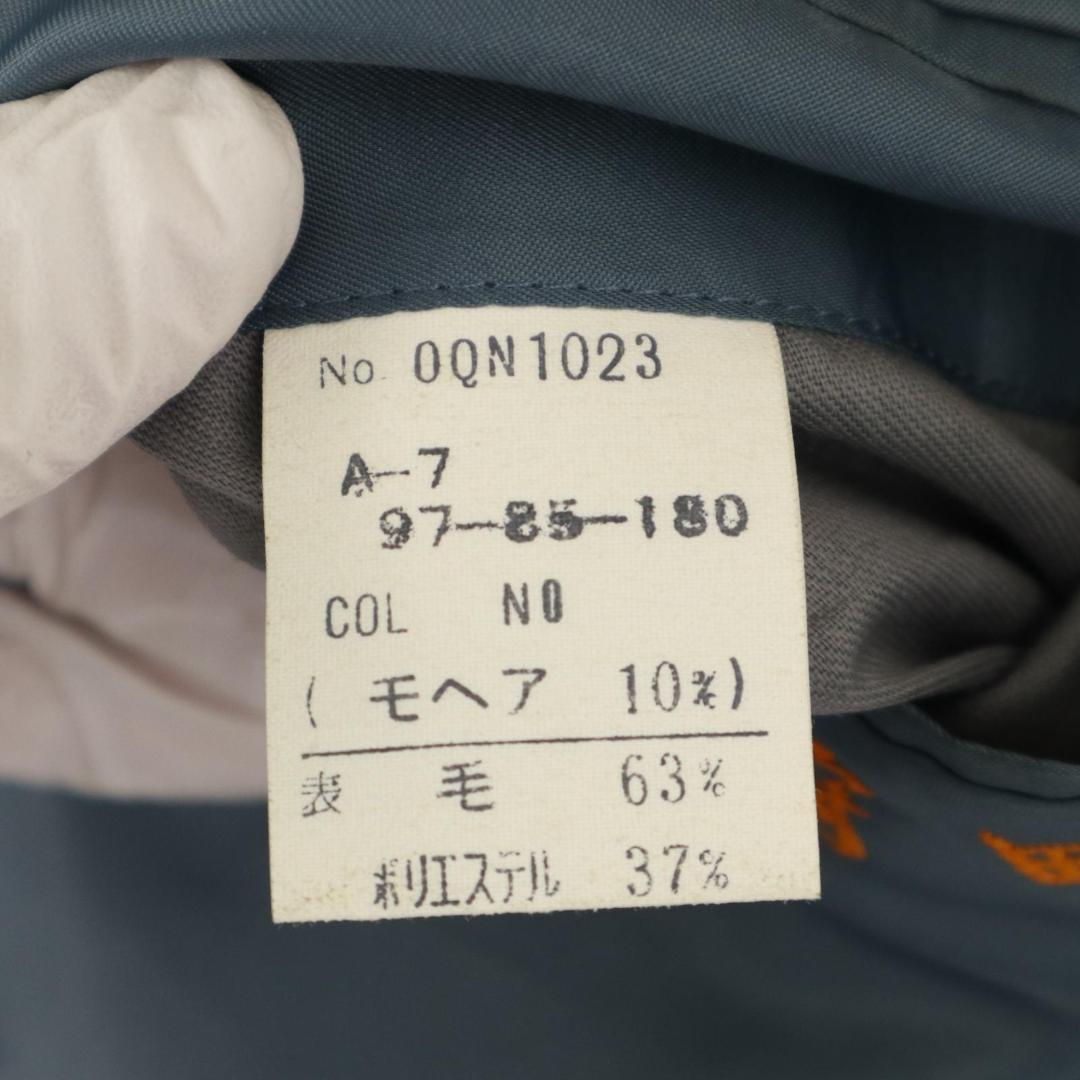 No. 0QN1023
A-7
97-85-180
COL N0
( モヘア 10%)
表 毛 63%
ポリエステル 37%